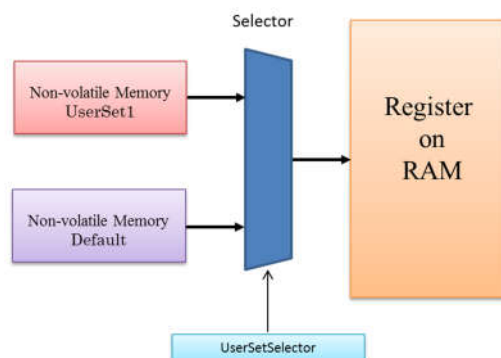 Selector
Non-volatile Memory
UserSet1
Register
on
RAM
Non-volatile Memory
Default
UserSetSelector